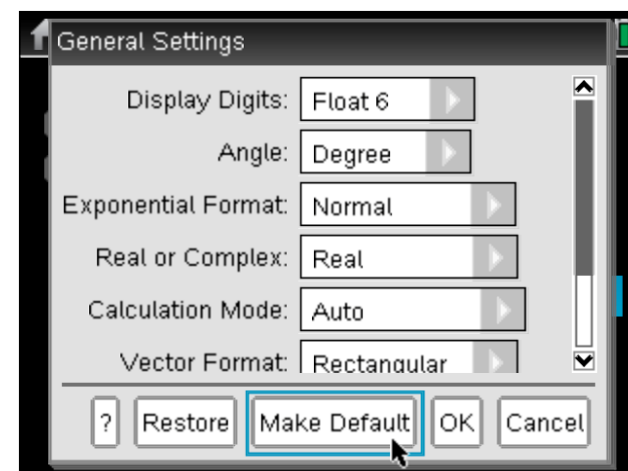 General Settings
Display Digits: Float 6
Angle: Degree
Exponential Format: Normal
Real or Complex: Real
Calculation Mode: Auto
Vector Format: Rectangular
? Restore Make Default OK Cancel